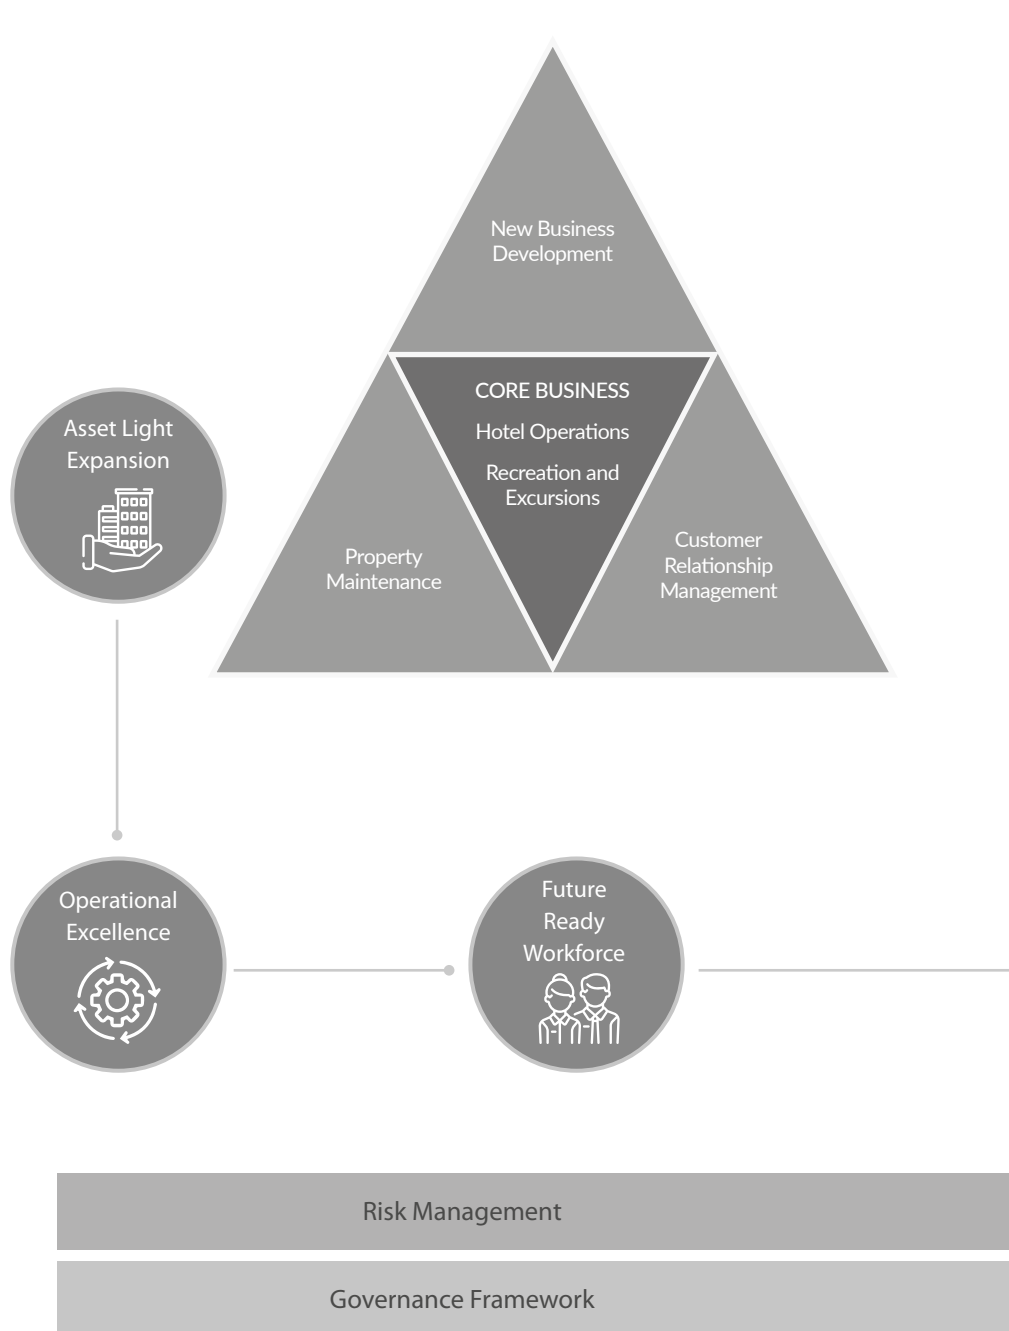 New Business
Development
CORE BUSINESS
Hotel Operations
Recreation and
Excursions
Asset Light
Expansion
Property
Maintenance
Customer
Relationship
Management
Operational
Excellence
Future
Ready
Workforce
Risk Management
Governance Framework